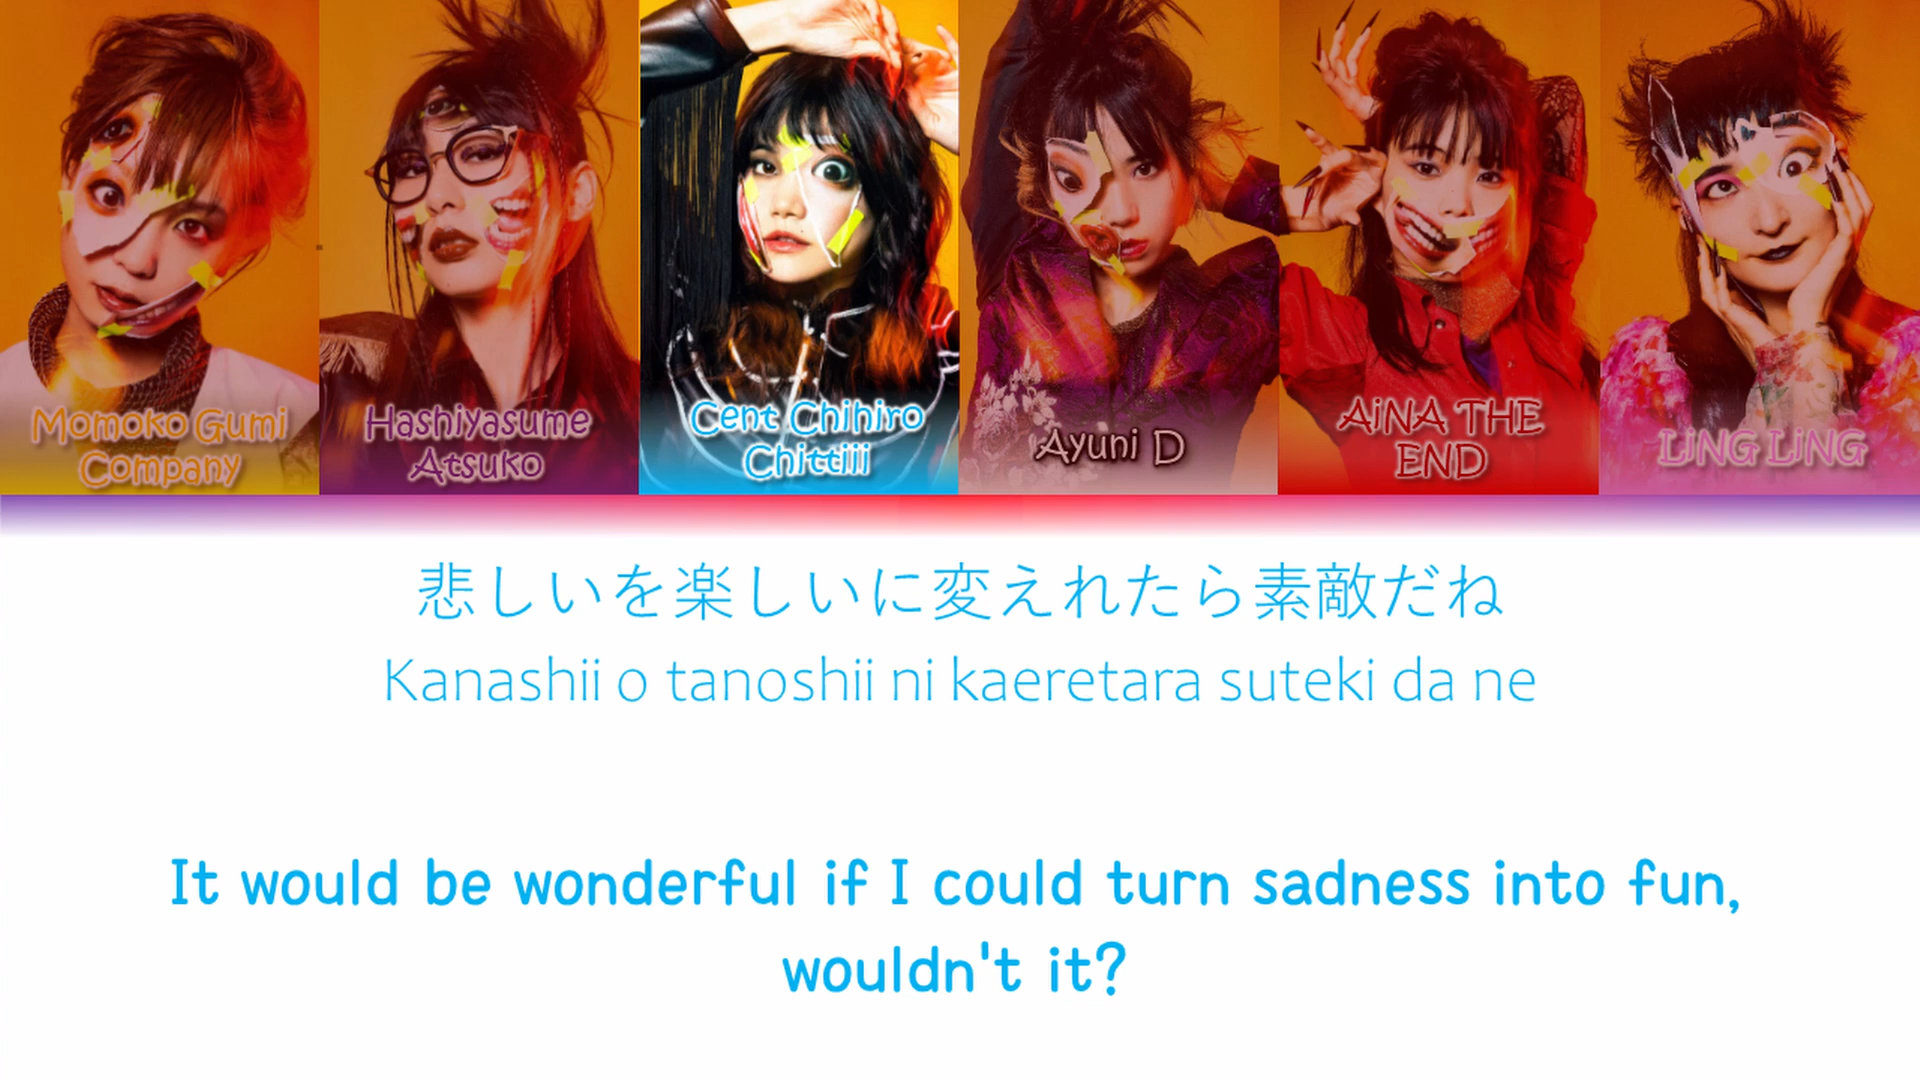 Momoko Gumi
Company
Hashiyasume
Atsuko
Cent Chihiro
Chittiii
Ayuni D
AiNA THE
END
LiNG LiNG
悲しいを楽しいに変えれたら素敵だね
Kanashii o tanoshii ni kaeretara suteki da ne
It would be wonderful if I could turn sadness into fun,
wouldn't it?